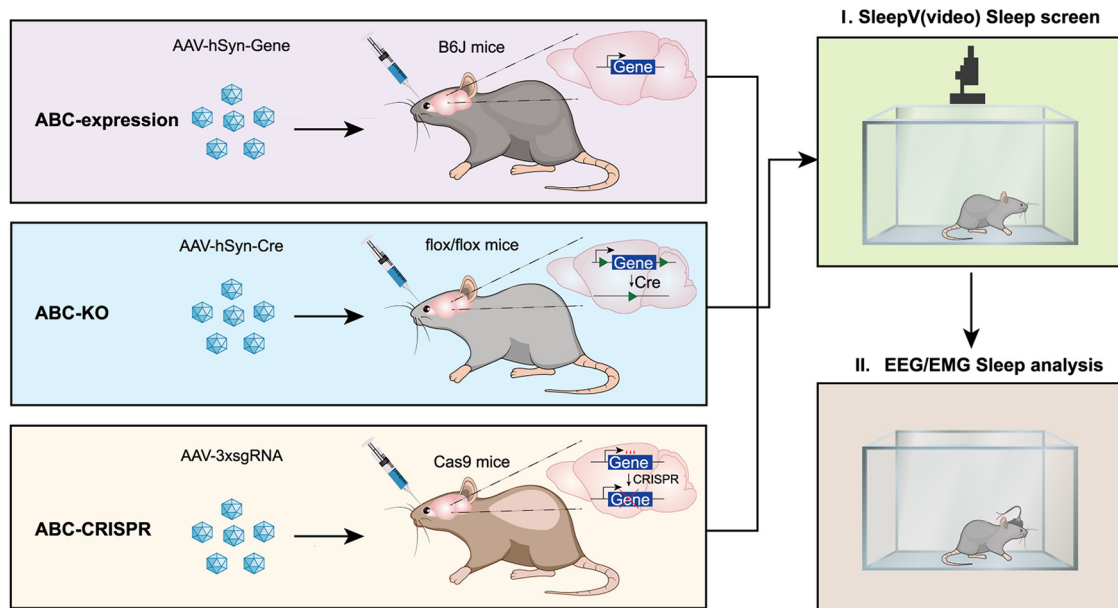 ABC-expression
AAV-hSyn-Gene
B6J mice
Gene
ABC-KO
AAV-hSyn-Cre
flox/flox mice
Gene
Cre
ABC-CRISPR
AAV-3xsgRNA
Cas9 mice
Gene
CRISPR
Gene
I. SleepV(video) Sleep screen
II. EEG/EMG Sleep analysis